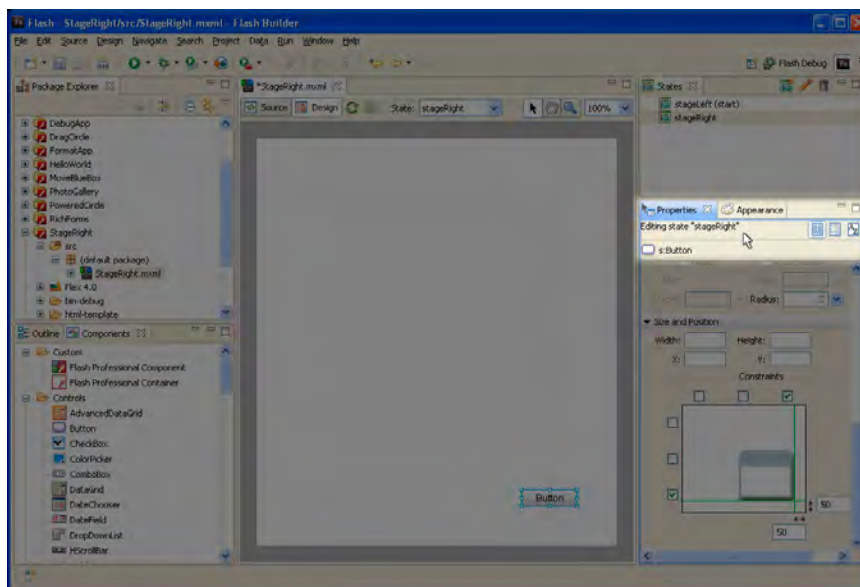 Flash - StageRight/src/StageRight.mxml - Flash Builder
File Edit Source Design Navigate Search Project Data Run Window Help
Flash Debug
Package Explorer
DebugApp
DragCircle
FormatApp
HelloWorld
MoveBlueBox
PhotoGallery
PoweredCircle
RichForms
StageRight
src
(default package)
StageRight.mxml
Flex 4.0
bin-debug
html-template
Outline Components
Custom
Flash Professional Component
Flash Professional Container
Controls
AdvancedDataGrid
Button
CheckBox
ColorPicker
ComboBox
DataGrid
DateChooser
DateField
DropDownList
HScrollBar
*StageRight.mxml
Source Design State: stageRight 100%
Button
States
stageLeft (start)
stageRight
Properties Appearance
Editing state "stageRight"
s:Button
Radius:
Size and Position
Width: Height:
X: Y:
Constraints
50
50